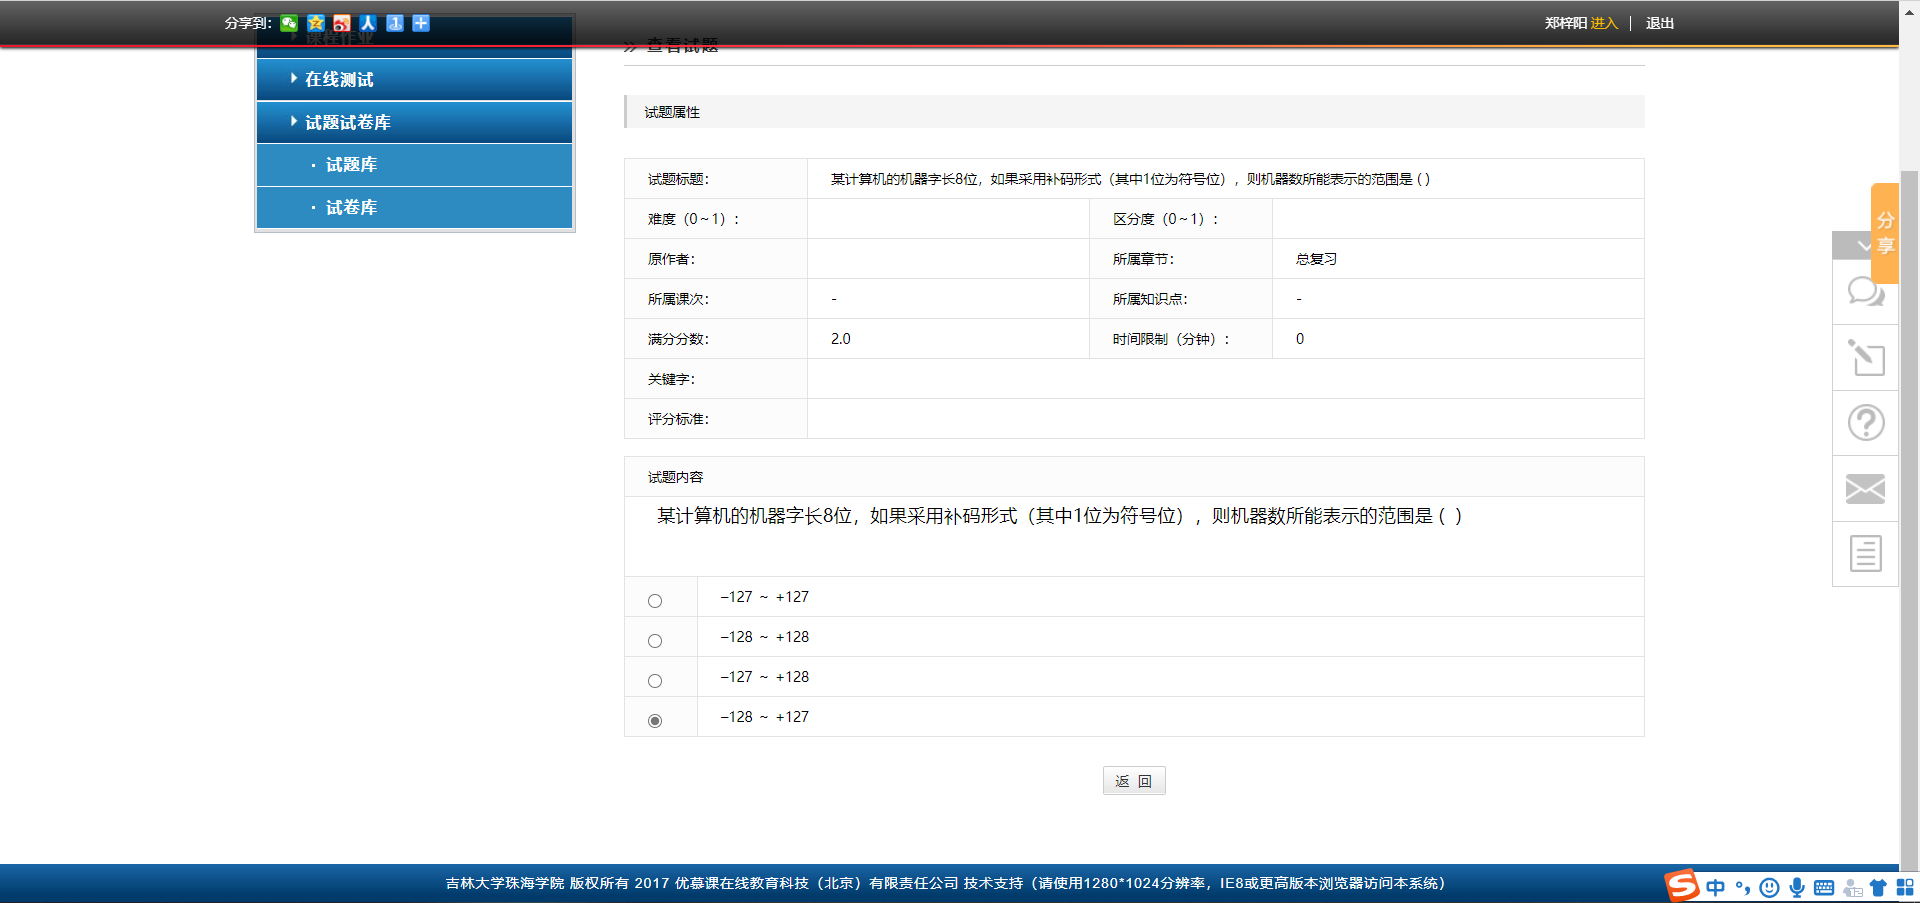 分享到:
郑梓阳 进入 | 退出
课程作业
在线测试
试题试卷库
· 试题库
· 试卷库
» 查看试题
试题属性
试题标题: 某计算机的机器字长8位，如果采用补码形式（其中1位为符号位），则机器数所能表示的范围是 ( )
难度（0～1）: 区分度（0～1）:
原作者: 所属章节: 总复习
所属课次: - 所属知识点: -
满分分数: 2.0 时间限制（分钟）: 0
关键字:
评分标准:
试题内容
某计算机的机器字长8位，如果采用补码形式（其中1位为符号位），则机器数所能表示的范围是 ( )
–127 ~ +127
–128 ~ +128
–127 ~ +128
–128 ~ +127
返 回
分享
吉林大学珠海学院 版权所有 2017 优慕课在线教育科技（北京）有限责任公司 技术支持（请使用1280*1024分辨率，IE8或更高版本浏览器访问本系统）
S 中